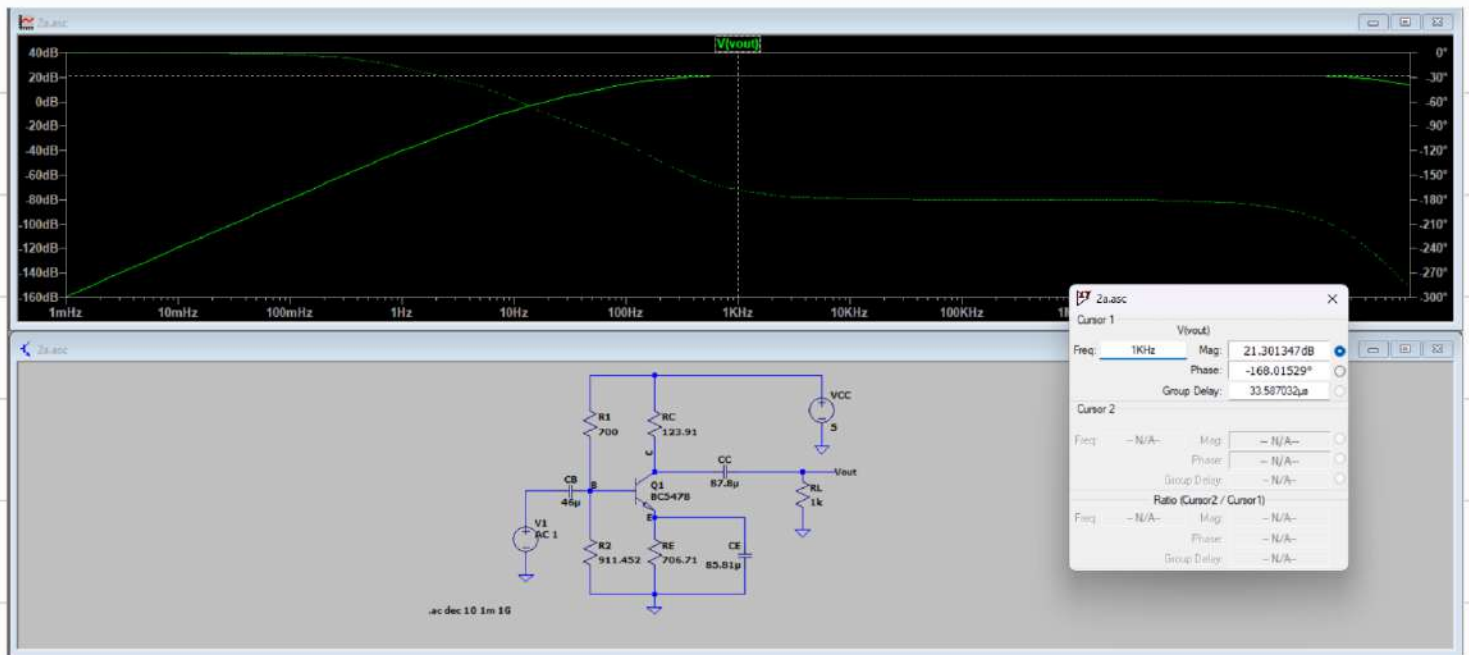 2a.asc
V(vout)
40dB
20dB
0dB
-20dB
-40dB
-60dB
-80dB
-100dB
-120dB
-140dB
-160dB
0°
-30°
-60°
-90°
-120°
-150°
-180°
-210°
-240°
-270°
-300°
1mHz
10mHz
100mHz
1Hz
10Hz
100Hz
1KHz
10KHz
100KHz
2a.asc
R1
700
RC
123.91
VCC
5
C
CC
87.8µ
Vout
RL
1k
CB
46µ
B
Q1
BC547B
E
V1
AC 1
R2
911.452
RE
706.71
CE
85.81µ
.ac dec 10 1m 1G
2a.asc
Cursor 1
V(vout)
Freq: 1KHz Mag: 21.301347dB
Phase: -168.01529°
Group Delay: 33.587032µs
Cursor 2
Freq: -- N/A-- Mag: -- N/A--
Phase: -- N/A--
Group Delay: -- N/A--
Ratio (Cursor2 / Cursor1)
Freq: -- N/A-- Mag: -- N/A--
Phase: -- N/A--
Group Delay: -- N/A--